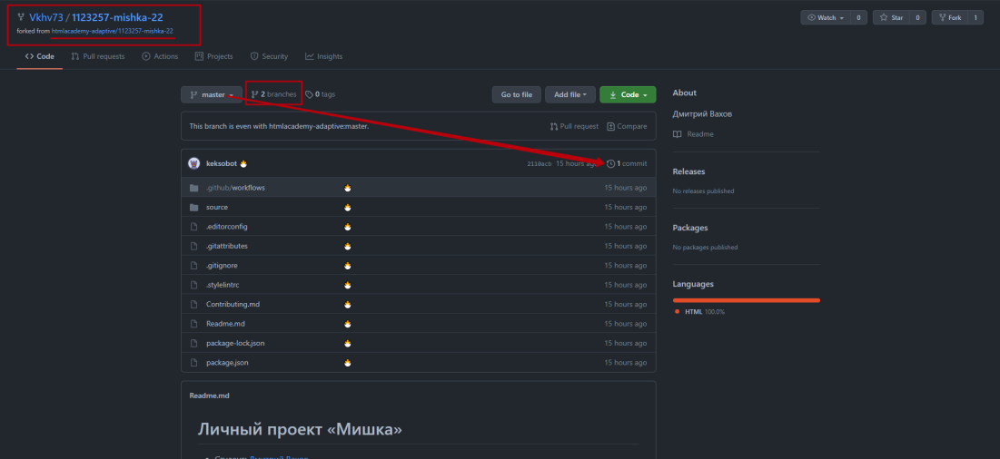 Vkhv73 / 1123257-mishka-22
forked from htmlacademy-adaptive/1123257-mishka-22
Watch 0 Star 0 Fork 1
Code Pull requests Actions Projects Security Insights
master 2 branches 0 tags Go to file Add file Code
This branch is even with htmlacademy-adaptive:master. Pull request Compare
keksobot 2118acb 15 hours ago 1 commit
.github/workflows 15 hours ago
source 15 hours ago
.editorconfig 15 hours ago
.gitattributes 15 hours ago
.gitignore 15 hours ago
.stylelintrc 15 hours ago
Contributing.md 15 hours ago
Readme.md 15 hours ago
package-lock.json 15 hours ago
package.json 15 hours ago
Readme.md
Личный проект «Мишка»
Студент: Дмитрий Вахов
About
Дмитрий Вахов
Readme
Releases
No releases published
Packages
No packages published
Languages
HTML 100.0%